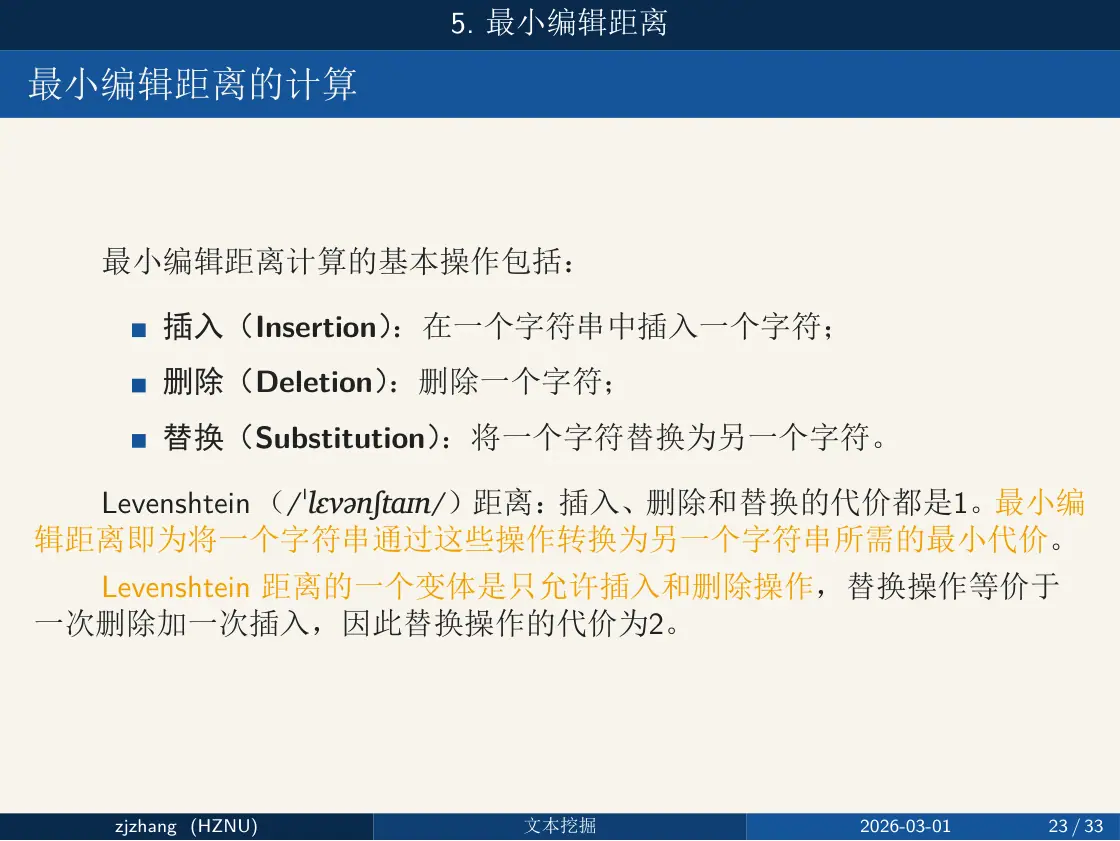 5. 最小编辑距离
最小编辑距离的计算
最小编辑距离计算的基本操作包括：
插入（Insertion）：在一个字符串中插入一个字符；
删除（Deletion）：删除一个字符；
替换（Substitution）：将一个字符替换为另一个字符。
Levenshtein（/ˈlɛvənʃtaɪn/）距离：插入、删除和替换的代价都是1。最小编
辑距离即为将一个字符串通过这些操作转换为另一个字符串所需的最小代价。
Levenshtein 距离的一个变体是只允许插入和删除操作，替换操作等价于
一次删除加一次插入，因此替换操作的代价为2。
zjzhang (HZNU) 文本挖掘 2026-03-01 23 / 33